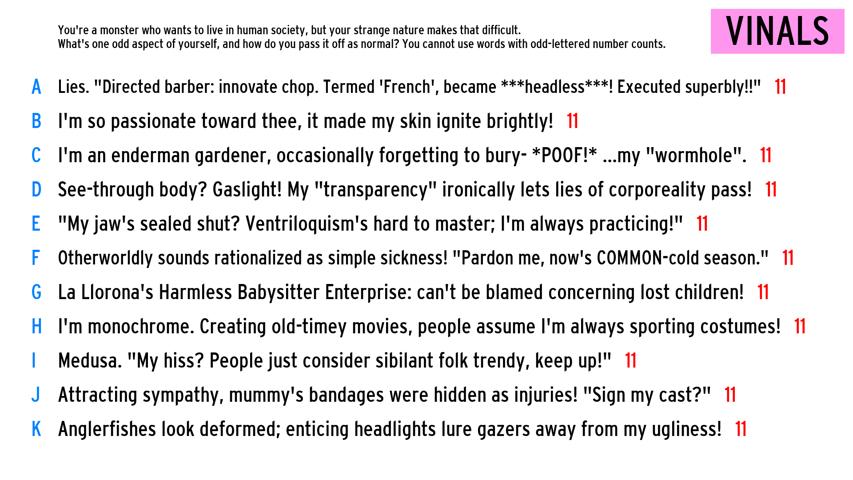 You're a monster who wants to live in human society, but your strange nature makes that difficult.
What's one odd aspect of yourself, and how do you pass it off as normal? You cannot use words with odd-lettered number counts.
VINALS
A Lies. "Directed barber: innovate chop. Termed 'French', became ***headless***! Executed superbly!!" 11
B I'm so passionate toward thee, it made my skin ignite brightly! 11
C I'm an enderman gardener, occasionally forgetting to bury- *POOF!* ...my "wormhole". 11
D See-through body? Gaslight! My "transparency" ironically lets lies of corporeality pass! 11
E "My jaw's sealed shut? Ventriloquism's hard to master; I'm always practicing!" 11
F Otherworldly sounds rationalized as simple sickness! "Pardon me, now's COMMON-cold season." 11
G La Llorona's Harmless Babysitter Enterprise: can't be blamed concerning lost children! 11
H I'm monochrome. Creating old-timey movies, people assume I'm always sporting costumes! 11
I Medusa. "My hiss? People just consider sibilant folk trendy, keep up!" 11
J Attracting sympathy, mummy's bandages were hidden as injuries! "Sign my cast?" 11
K Anglerfishes look deformed; enticing headlights lure gazers away from my ugliness! 11